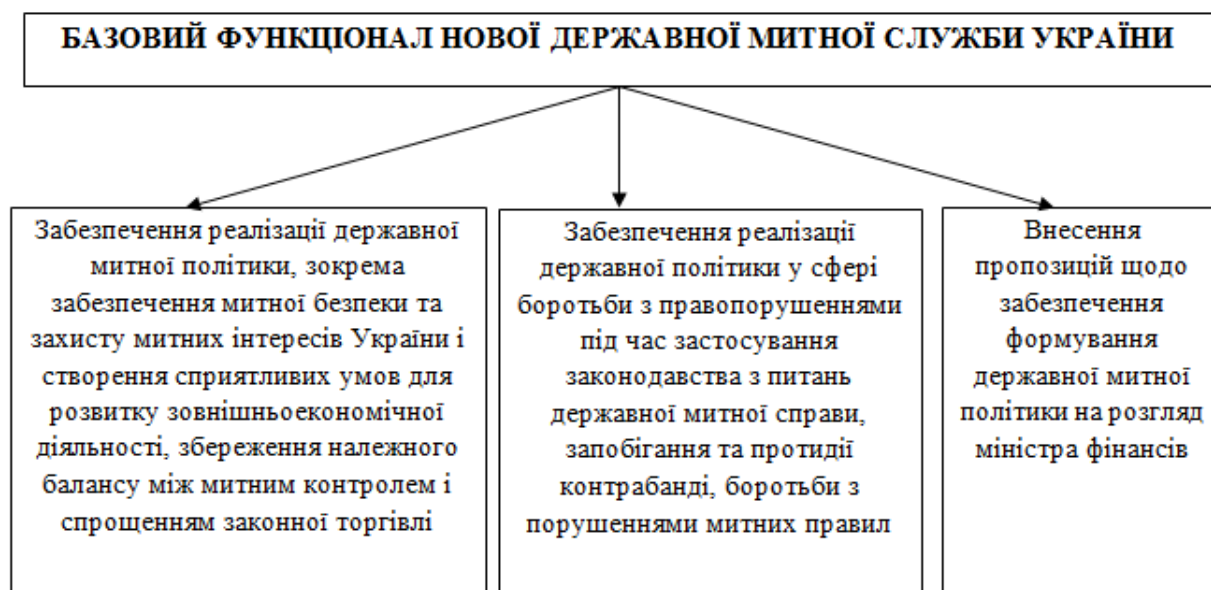 БАЗОВИЙ ФУНКЦІОНАЛ НОВОЇ ДЕРЖАВНОЇ МИТНОЇ СЛУЖБИ УКРАЇНИ
Забезпечення реалізації державної
митної політики, зокрема
забезпечення митної безпеки та
захисту митних інтересів України і
створення сприятливих умов для
розвитку зовнішньоекономічної
діяльності, збереження належного
балансу між митним контролем і
спрощенням законної торгівлі
Забезпечення реалізації
державної політики у сфері
боротьби з правопорушеннями
під час застосування
законодавства з питань
державної митної справи,
запобігання та протидії
контрабанді, боротьби з
порушеннями митних правил
Внесення
пропозицій щодо
забезпечення
формування
державної митної
політики на розгляд
міністра фінансів